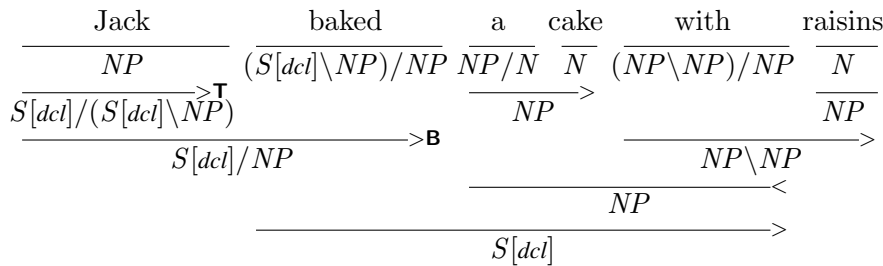 Jack baked a cake with raisins
NP (S[dcl]\NP)/NP NP/N N (NP\NP)/NP N
>T > NP
S[dcl]/(S[dcl]\NP) NP
>B >
S[dcl]/NP NP\NP
<
NP
>
S[dcl]